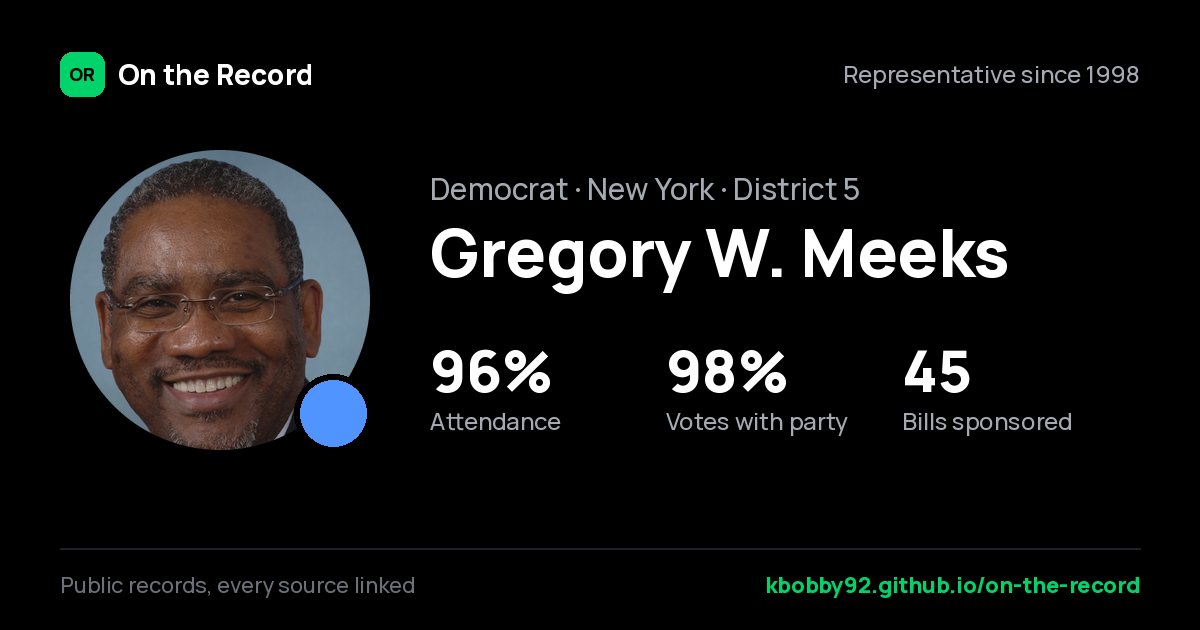 OR On the Record
Representative since 1998
Democrat · New York · District 5
Gregory W. Meeks
96% 98% 45
Attendance Votes with party Bills sponsored
Public records, every source linked
kbobby92.github.io/on-the-record